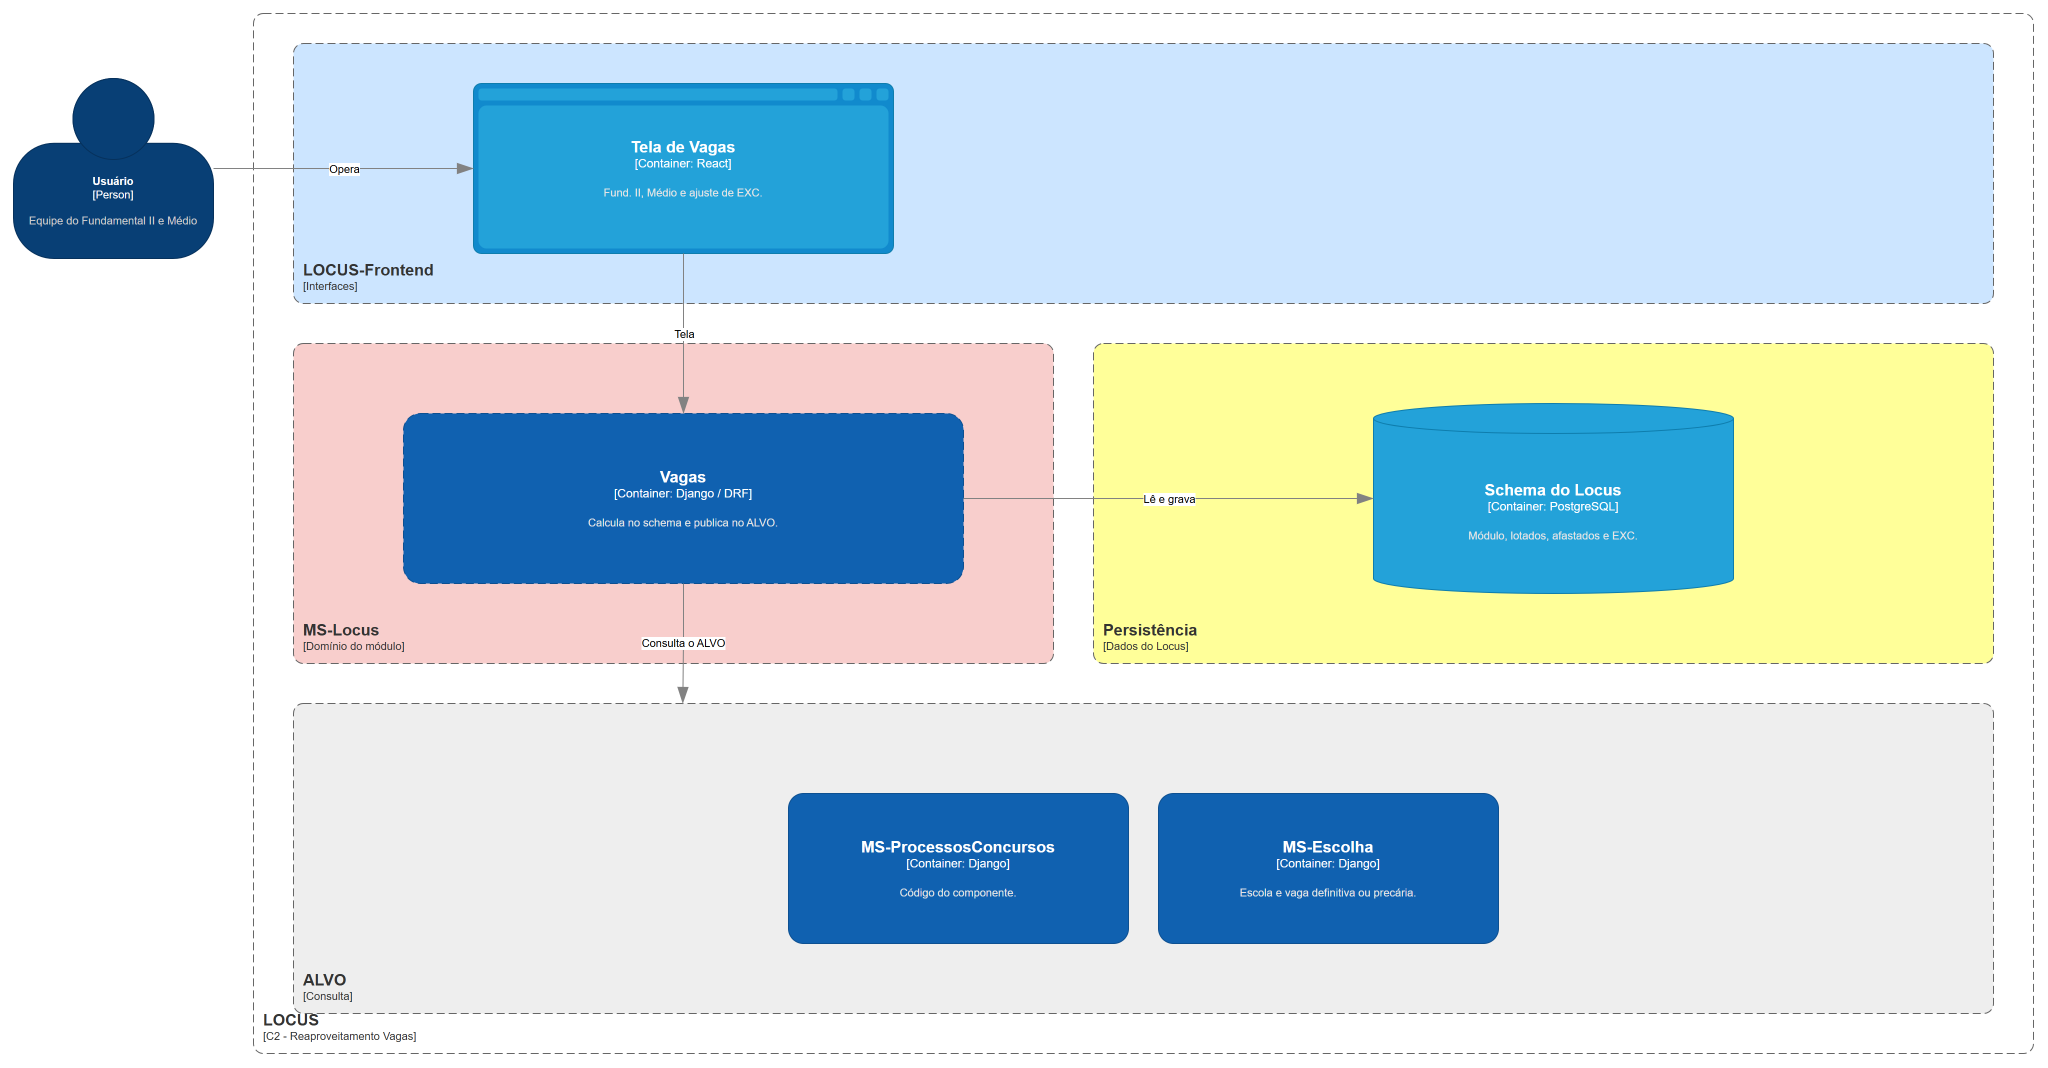 Usuário
[Person]
Equipe do Fundamental II e Médio
Opera
Tela de Vagas
[Container: React]
Fund. II, Médio e ajuste de EXC.
LOCUS-Frontend
[Interfaces]
Tela
Vagas
[Container: Django / DRF]
Calcula no schema e publica no ALVO.
Lê e grava
Schema do Locus
[Container: PostgreSQL]
Módulo, lotados, afastados e EXC.
MS-Locus
[Domínio do módulo]
Consulta o ALVO
Persistência
[Dados do Locus]
MS-ProcessosConcursos
[Container: Django]
Código do componente.
MS-Escolha
[Container: Django]
Escola e vaga definitiva ou precária.
ALVO
[Consulta]
LOCUS
[C2 - Reaproveitamento Vagas]